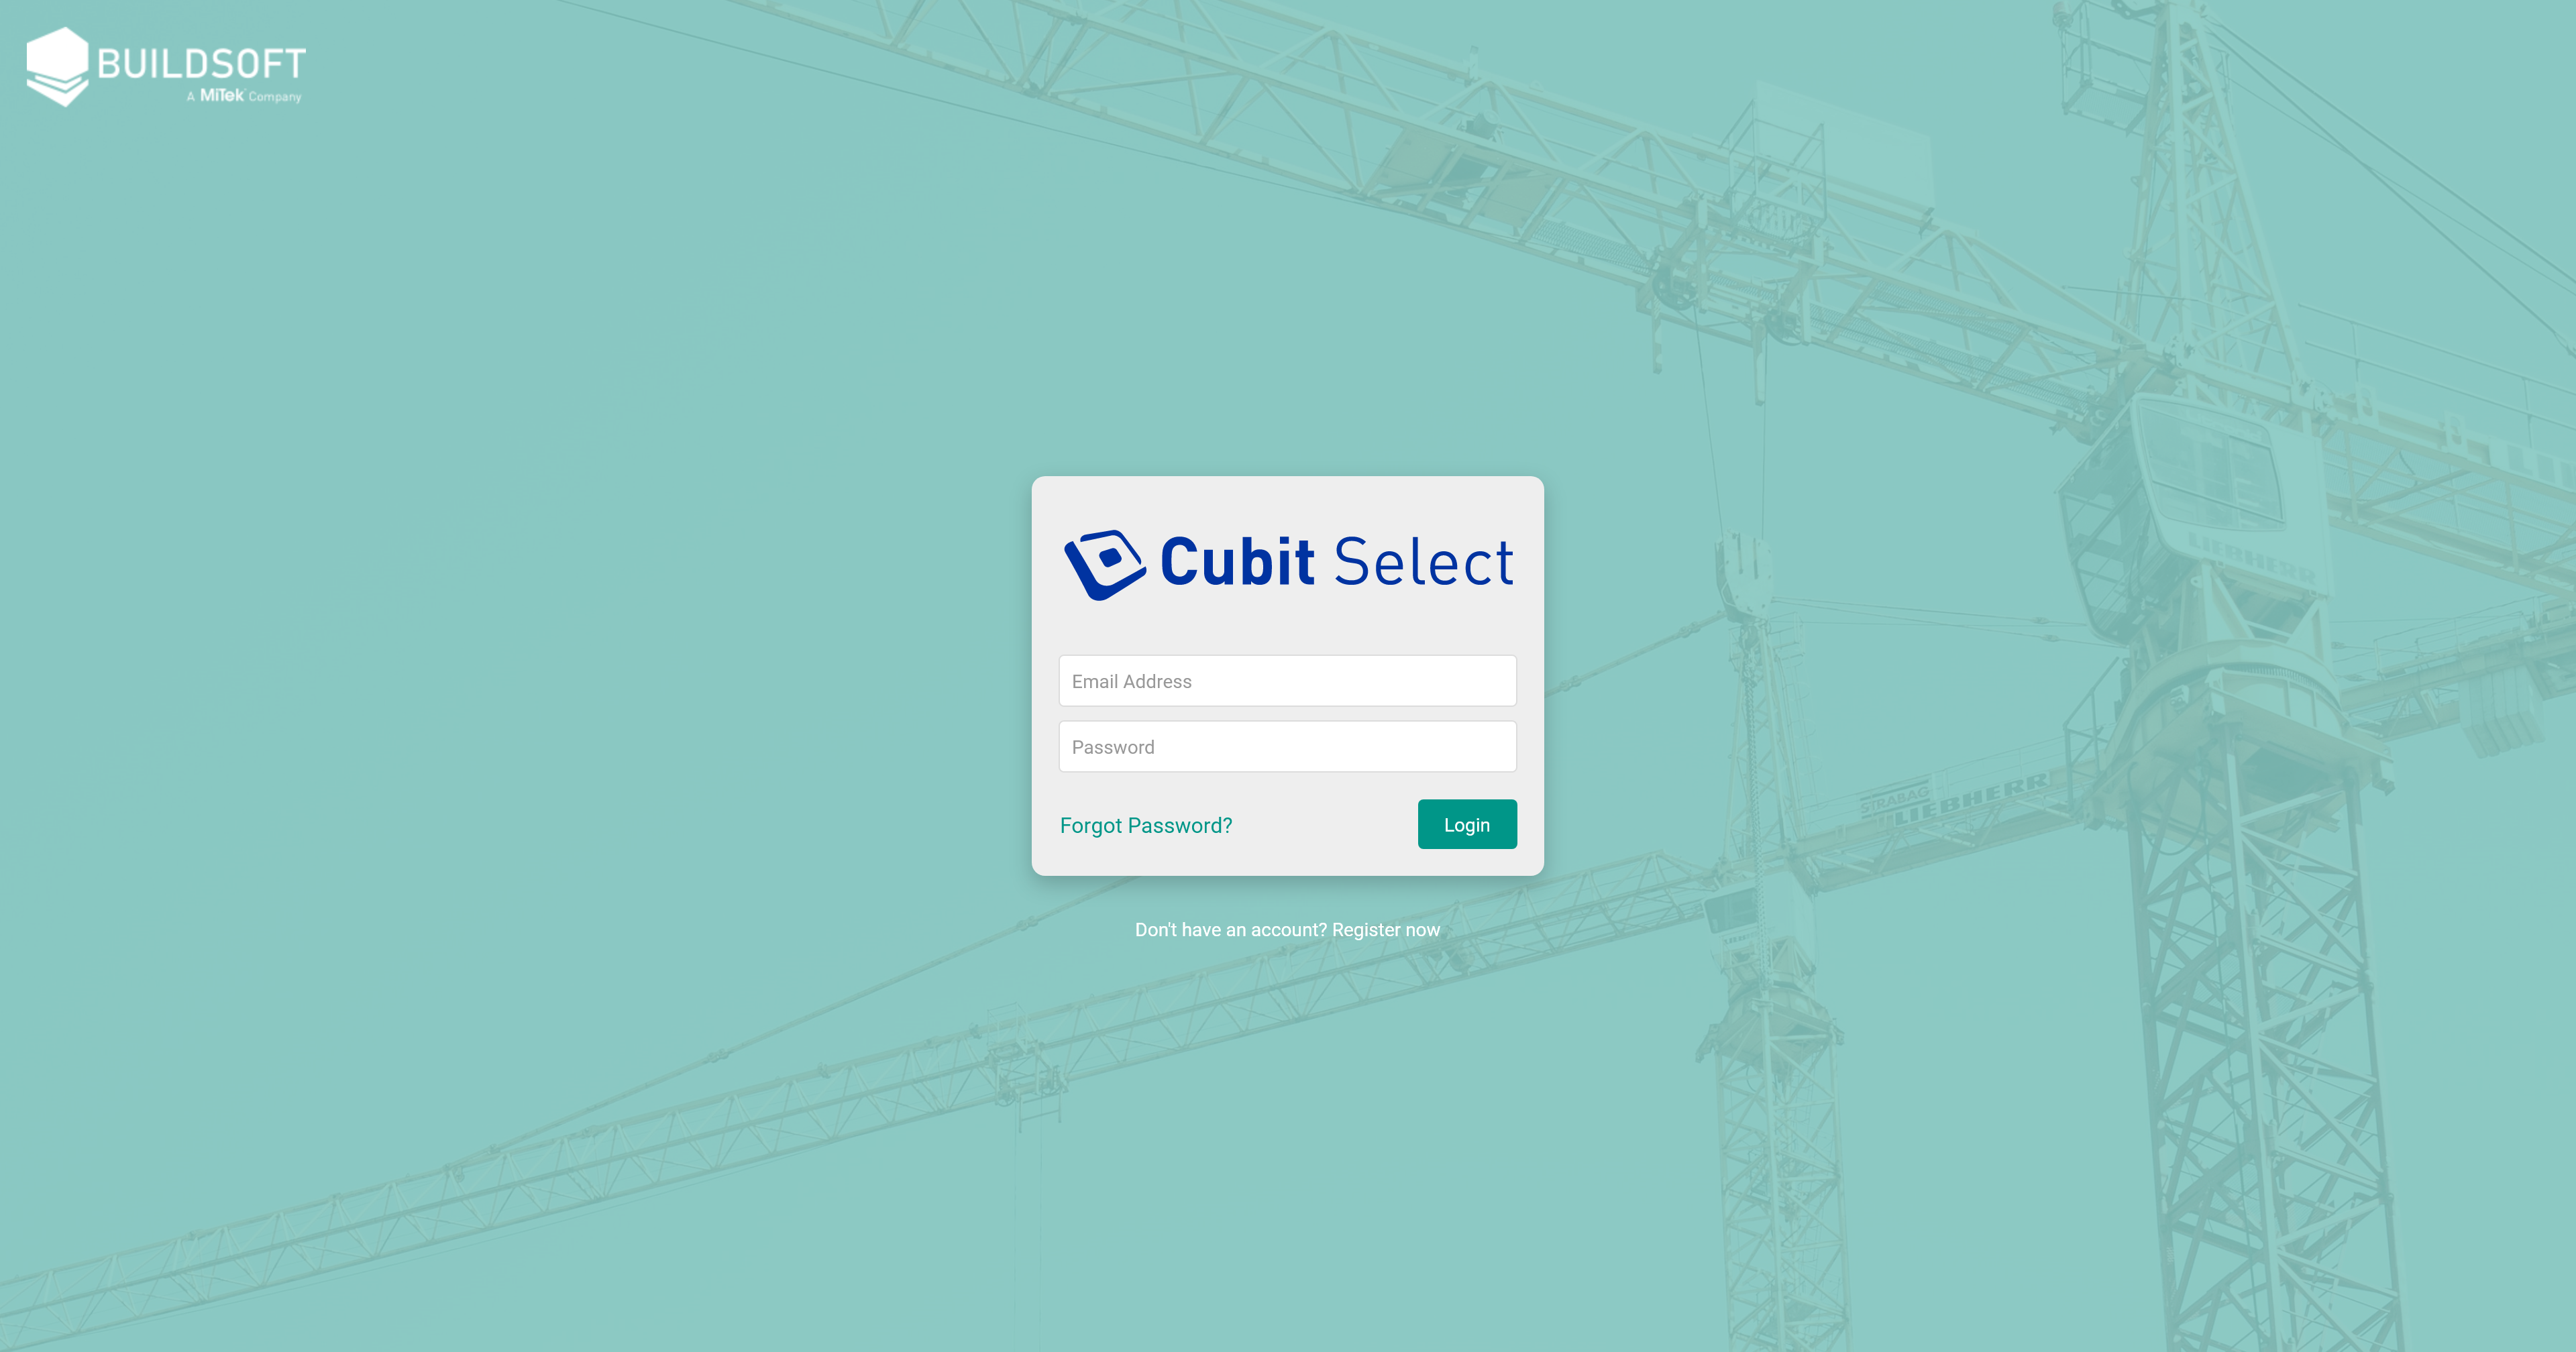 BUILDSOFT
A MiTek Company
Cubit Select
Email Address
Password
Forgot Password?
Login
Don't have an account? Register now
LIEBHERR
STRABAG
LIEBHERR